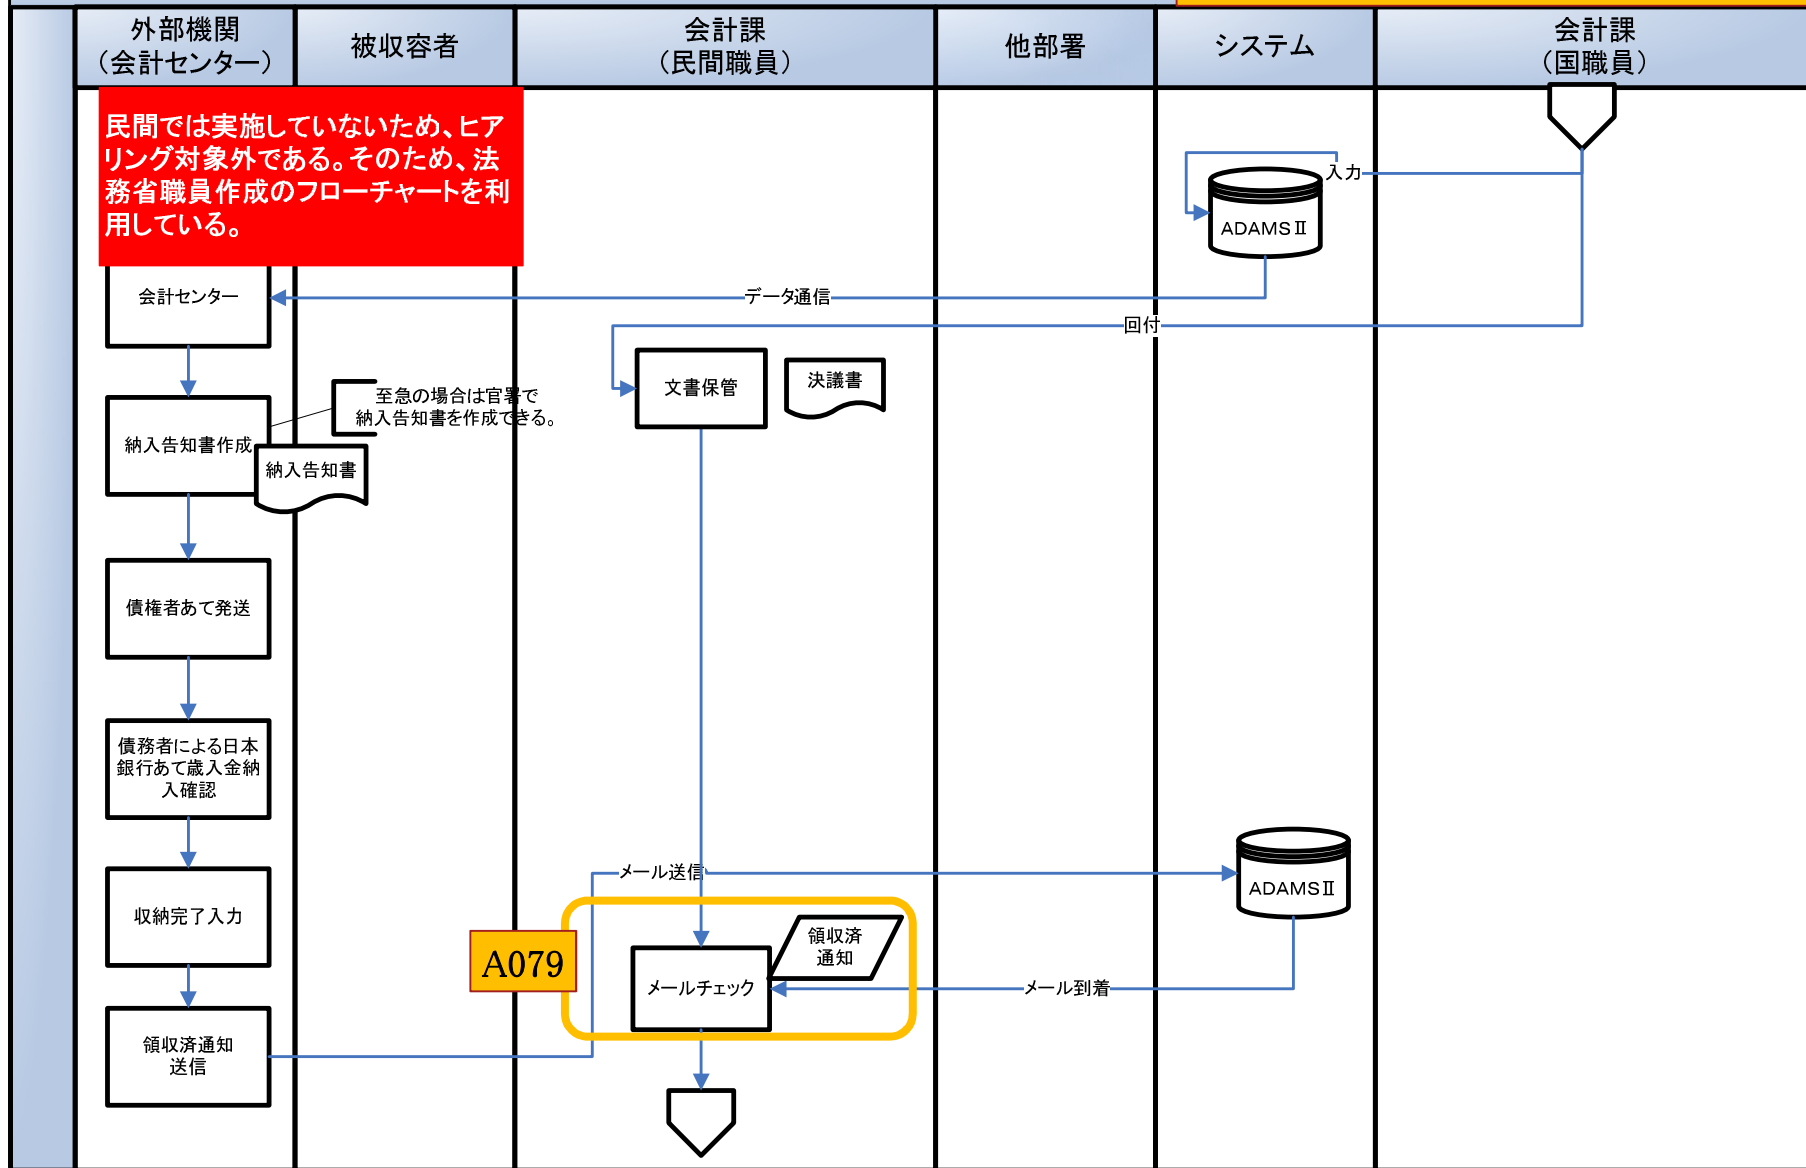 外部機関
（会計センター）
被収容者
会計課
（民間職員）
他部署
システム
会計課
（国職員）
民間では実施していないため、ヒア
リング対象外である。そのため、法
務省職員作成のフローチャートを利
用している。
入力
ADAMSⅡ
会計センター
データ通信
回付
文書保管
決議書
至急の場合は官署で
納入告知書を作成できる。
納入告知書作成
納入告知書
債権者あて発送
債務者による日本
銀行あて歳入金納
入確認
メール送信
ADAMSⅡ
収納完了入力
A079
領収済
通知
メールチェック
メール到着
領収済通知
送信